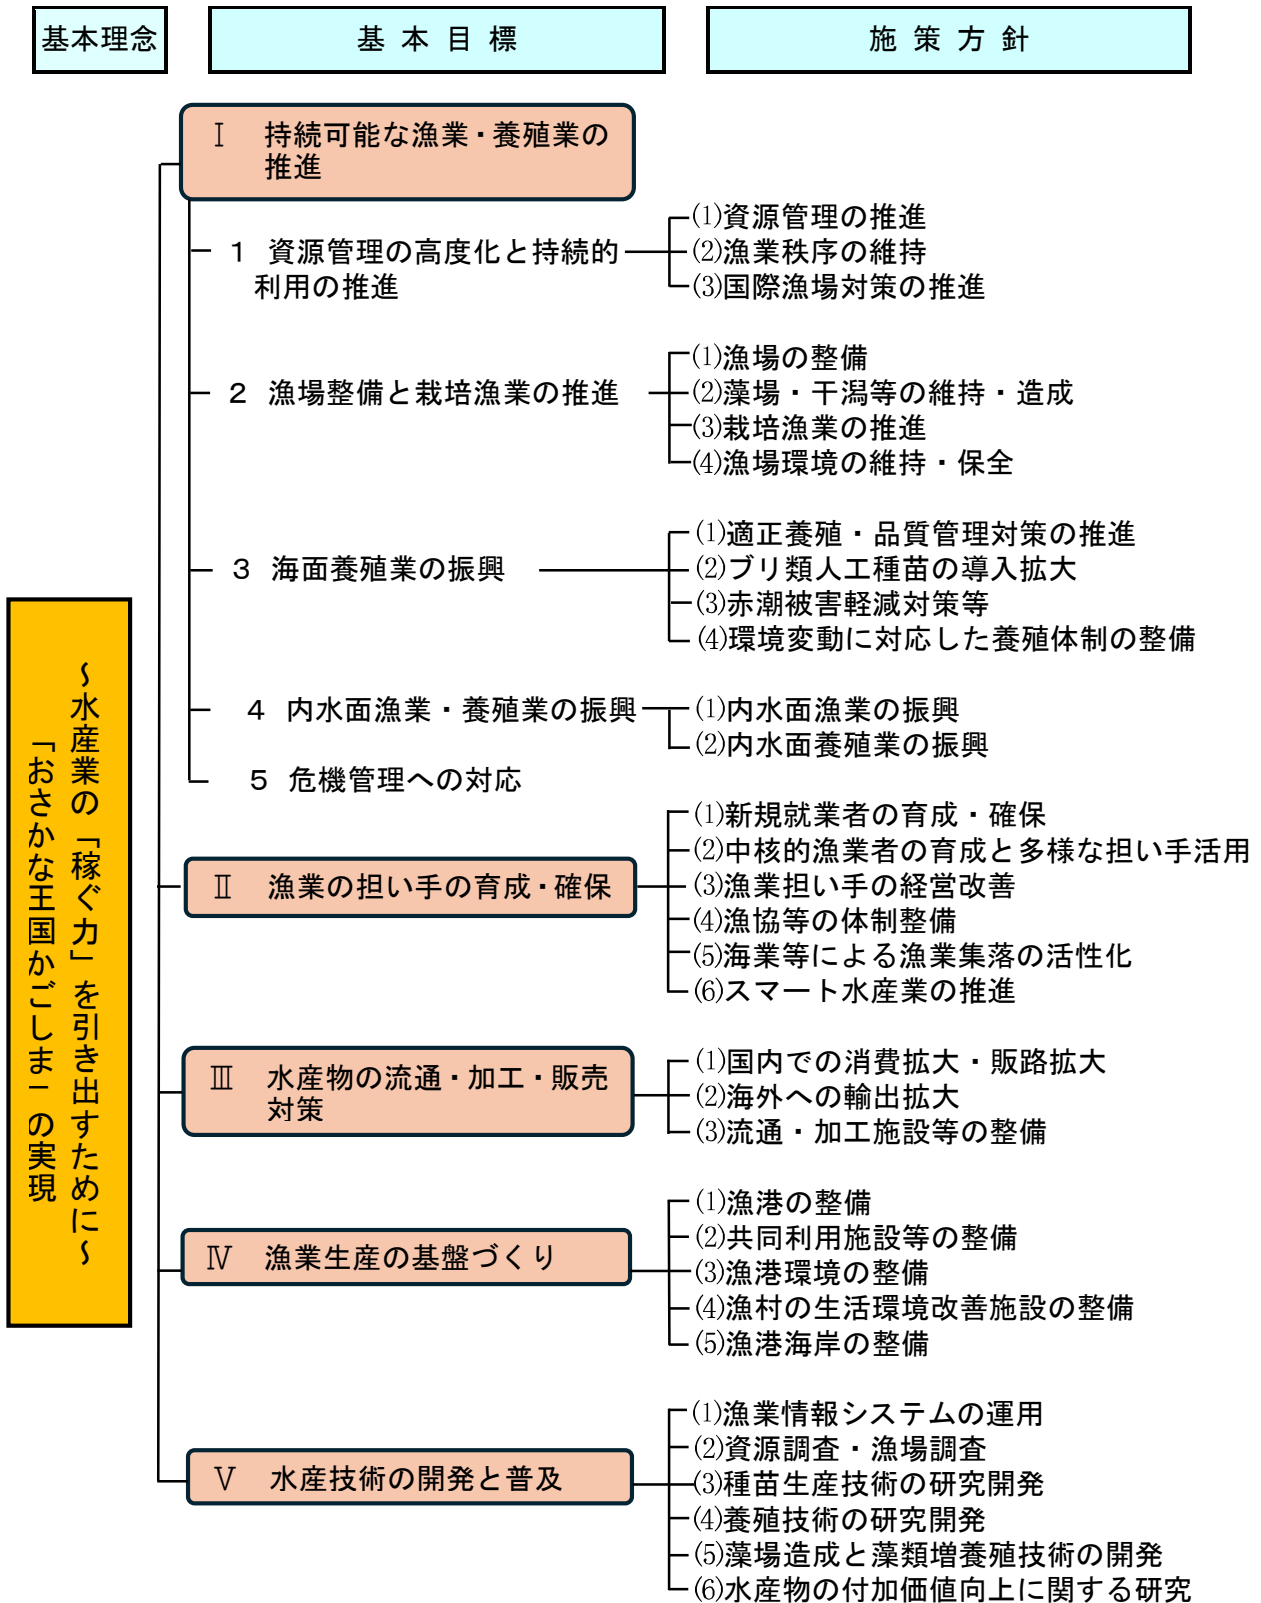 基本理念
基本目標
施策方針
～水産業の「稼ぐ力」を引き出すために～
「おさかな王国かごしま」の実現
Ⅰ 持続可能な漁業・養殖業の
推進
1 資源管理の高度化と持続的
利用の推進
⑴資源管理の推進
⑵漁業秩序の維持
⑶国際漁場対策の推進
2 漁場整備と栽培漁業の推進
⑴漁場の整備
⑵藻場・干潟等の維持・造成
⑶栽培漁業の推進
⑷漁場環境の維持・保全
3 海面養殖業の振興
⑴適正養殖・品質管理対策の推進
⑵ブリ類人工種苗の導入拡大
⑶赤潮被害軽減対策等
⑷環境変動に対応した養殖体制の整備
4 内水面漁業・養殖業の振興
⑴内水面漁業の振興
⑵内水面養殖業の振興
5 危機管理への対応
Ⅱ 漁業の担い手の育成・確保
⑴新規就業者の育成・確保
⑵中核的漁業者の育成と多様な担い手活用
⑶漁業担い手の経営改善
⑷漁協等の体制整備
⑸海業等による漁業集落の活性化
⑹スマート水産業の推進
Ⅲ 水産物の流通・加工・販売
対策
⑴国内での消費拡大・販路拡大
⑵海外への輸出拡大
⑶流通・加工施設等の整備
Ⅳ 漁業生産の基盤づくり
⑴漁港の整備
⑵共同利用施設等の整備
⑶漁港環境の整備
⑷漁村の生活環境改善施設の整備
⑸漁港海岸の整備
Ⅴ 水産技術の開発と普及
⑴漁業情報システムの運用
⑵資源調査・漁場調査
⑶種苗生産技術の研究開発
⑷養殖技術の研究開発
⑸藻場造成と藻類増養殖技術の開発
⑹水産物の付加価値向上に関する研究